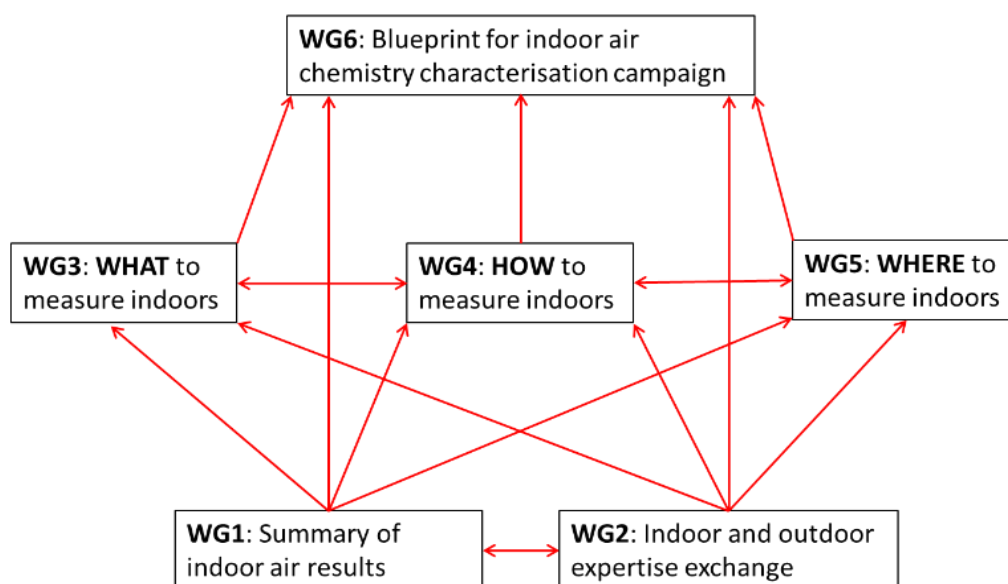 WG6: Blueprint for indoor air
chemistry characterisation campaign
WG3: WHAT to
measure indoors
WG4: HOW to
measure indoors
WG5: WHERE to
measure indoors
WG1: Summary of
indoor air results
WG2: Indoor and outdoor
expertise exchange